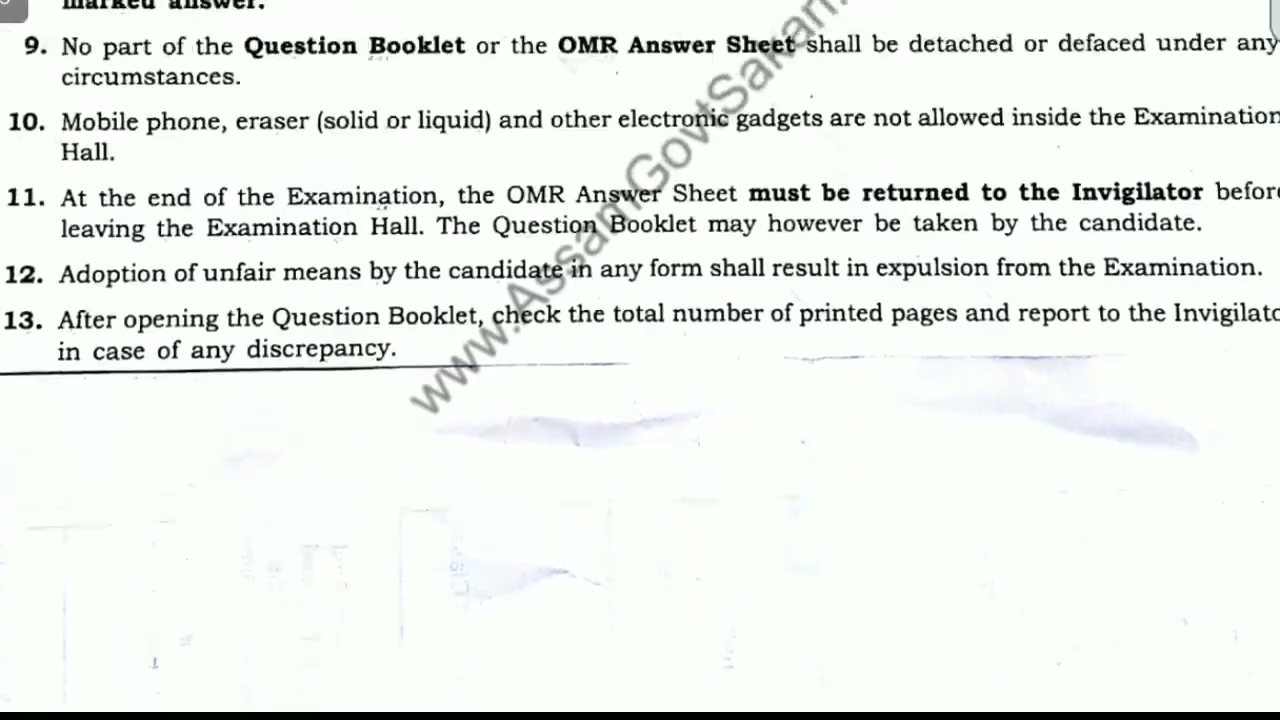 marked answer.
9. No part of the Question Booklet or the OMR Answer Sheet shall be detached or defaced under any
circumstances.
10. Mobile phone, eraser (solid or liquid) and other electronic gadgets are not allowed inside the Examination
Hall.
11. At the end of the Examination, the OMR Answer Sheet must be returned to the Invigilator before
leaving the Examination Hall. The Question Booklet may however be taken by the candidate.
12. Adoption of unfair means by the candidate in any form shall result in expulsion from the Examination.
13. After opening the Question Booklet, check the total number of printed pages and report to the Invigilato
in case of any discrepancy.
www.AssamGovtSakari